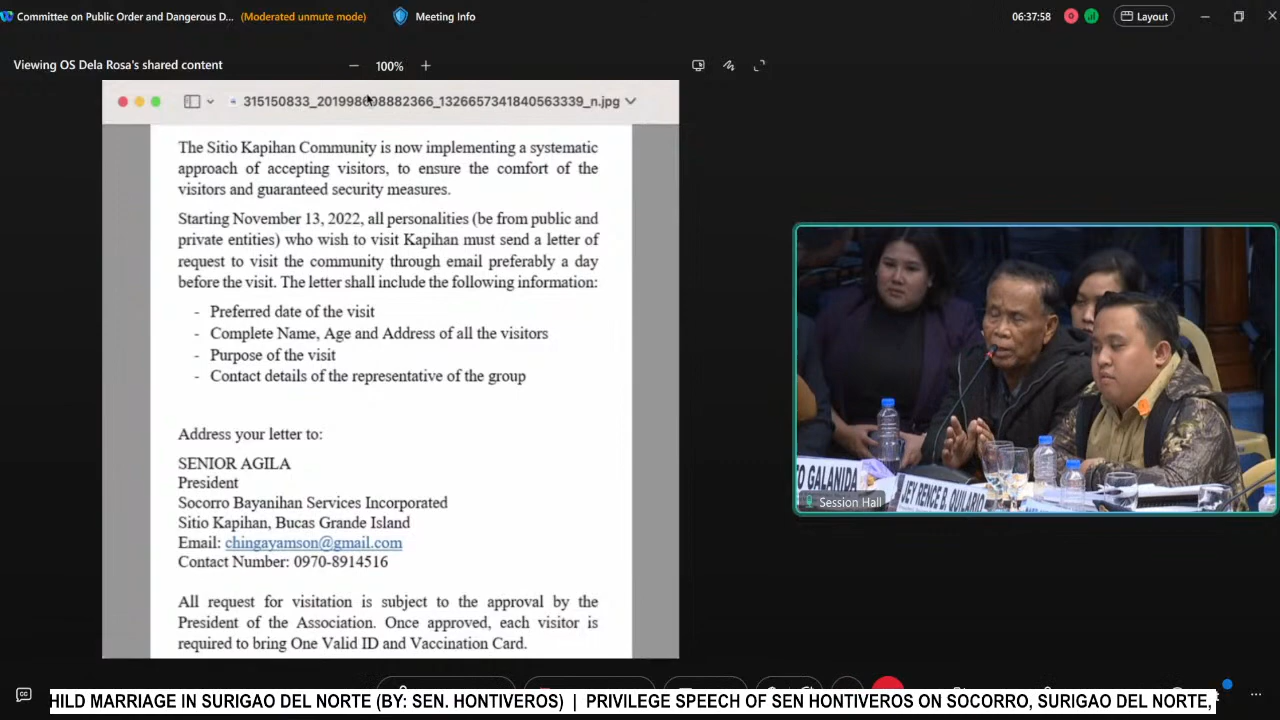 Committee on Public Order and Dangerous D... (Moderated unmute mode) Meeting Info 06:37:58 Layout
Viewing OS Dela Rosa's shared content 100%
The Sitio Kapihan Community is now implementing a systematic
approach of accepting visitors, to ensure the comfort of the
visitors and guaranteed security measures.
Starting November 13, 2022, all personalities (be from public and
private entities) who wish to visit Kapihan must send a letter of
request to visit the community through email preferably a day
before the visit. The letter shall include the following information:
- Preferred date of the visit
- Complete Name, Age and Address of all the visitors
- Purpose of the visit
- Contact details of the representative of the group
Address your letter to:
SENIOR AGILA
President
Socorro Bayanihan Services Incorporated
Sitio Kapihan, Bucas Grande Island
Email: chingayamson@gmail.com
Contact Number: 0970-8914516
All request for visitation is subject to the approval by the
President of the Association. Once approved, each visitor is
required to bring One Valid ID and Vaccination Card.
GALANIDA
JEY RENCE B. QUILARIO
Session Hall
HILD MARRIAGE IN SURIGAO DEL NORTE (BY: SEN. HONTIVEROS) | PRIVILEGE SPEECH OF SEN HONTIVEROS ON SOCORRO, SURIGAO DEL NORTE,